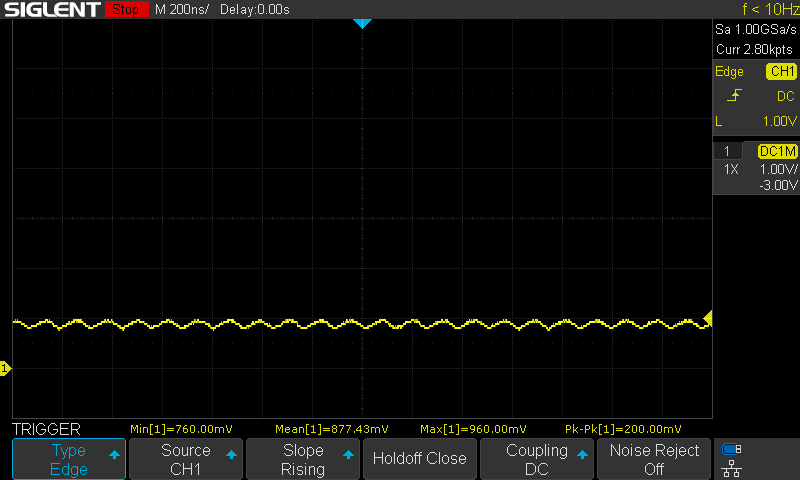 SIGLENT Stop M 200ns/ Delay:0.00s f < 10Hz
Sa 1.00GSa/s
Curr 2.80kpts
Edge CH1
DC
L 1.00V
1 DC1M
1X 1.00V/
-3.00V
1
TRIGGER Min[1]=760.00mV Mean[1]=877.43mV Max[1]=960.00mV Pk-Pk[1]=200.00mV
Type Source Slope Holdoff Close Coupling Noise Reject
Edge CH1 Rising DC Off